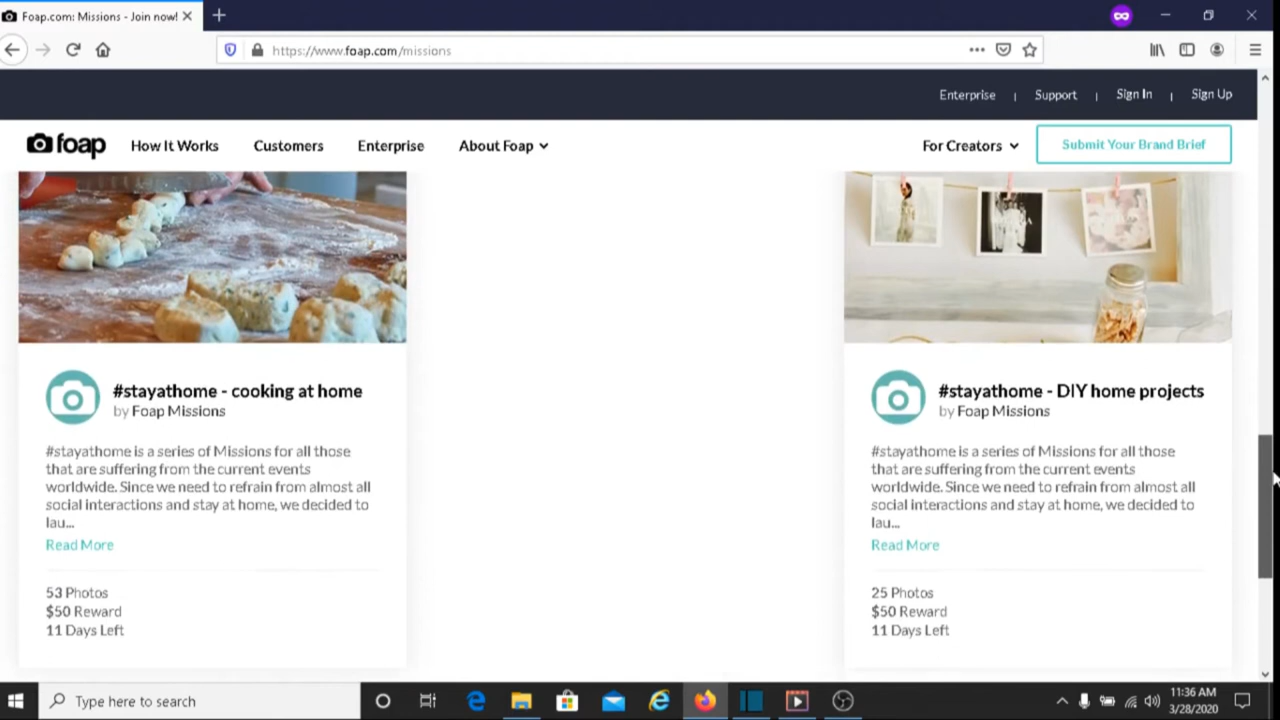 Foap.com: Missions - Join now!
https://www.foap.com/missions
Enterprise | Support | Sign In | Sign Up
foap How It Works Customers Enterprise About Foap For Creators Submit Your Brand Brief
#stayathome - cooking at home
by Foap Missions
#stayathome is a series of Missions for all those
that are suffering from the current events
worldwide. Since we need to refrain from almost all
social interactions and stay at home, we decided to
lau...
Read More
53 Photos
$50 Reward
11 Days Left
#stayathome - DIY home projects
by Foap Missions
#stayathome is a series of Missions for all those
that are suffering from the current events
worldwide. Since we need to refrain from almost all
social interactions and stay at home, we decided to
lau...
Read More
25 Photos
$50 Reward
11 Days Left
Type here to search
11:36 AM
3/28/2020